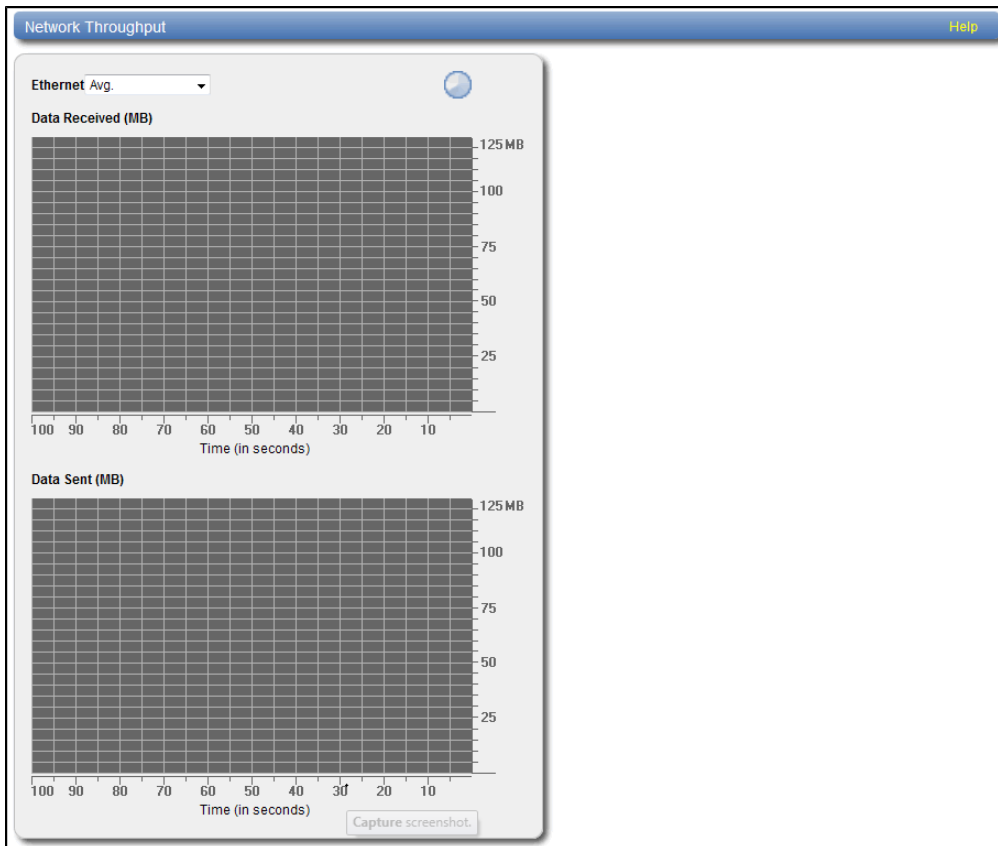 Network Throughput Help
Ethernet Avg.
Data Received (MB)
125 MB
100
75
50
25
100 90 80 70 60 50 40 30 20 10
Time (in seconds)
Data Sent (MB)
125 MB
100
75
50
25
100 90 80 70 60 50 40 30 20 10
Time (in seconds)
Capture screenshot.